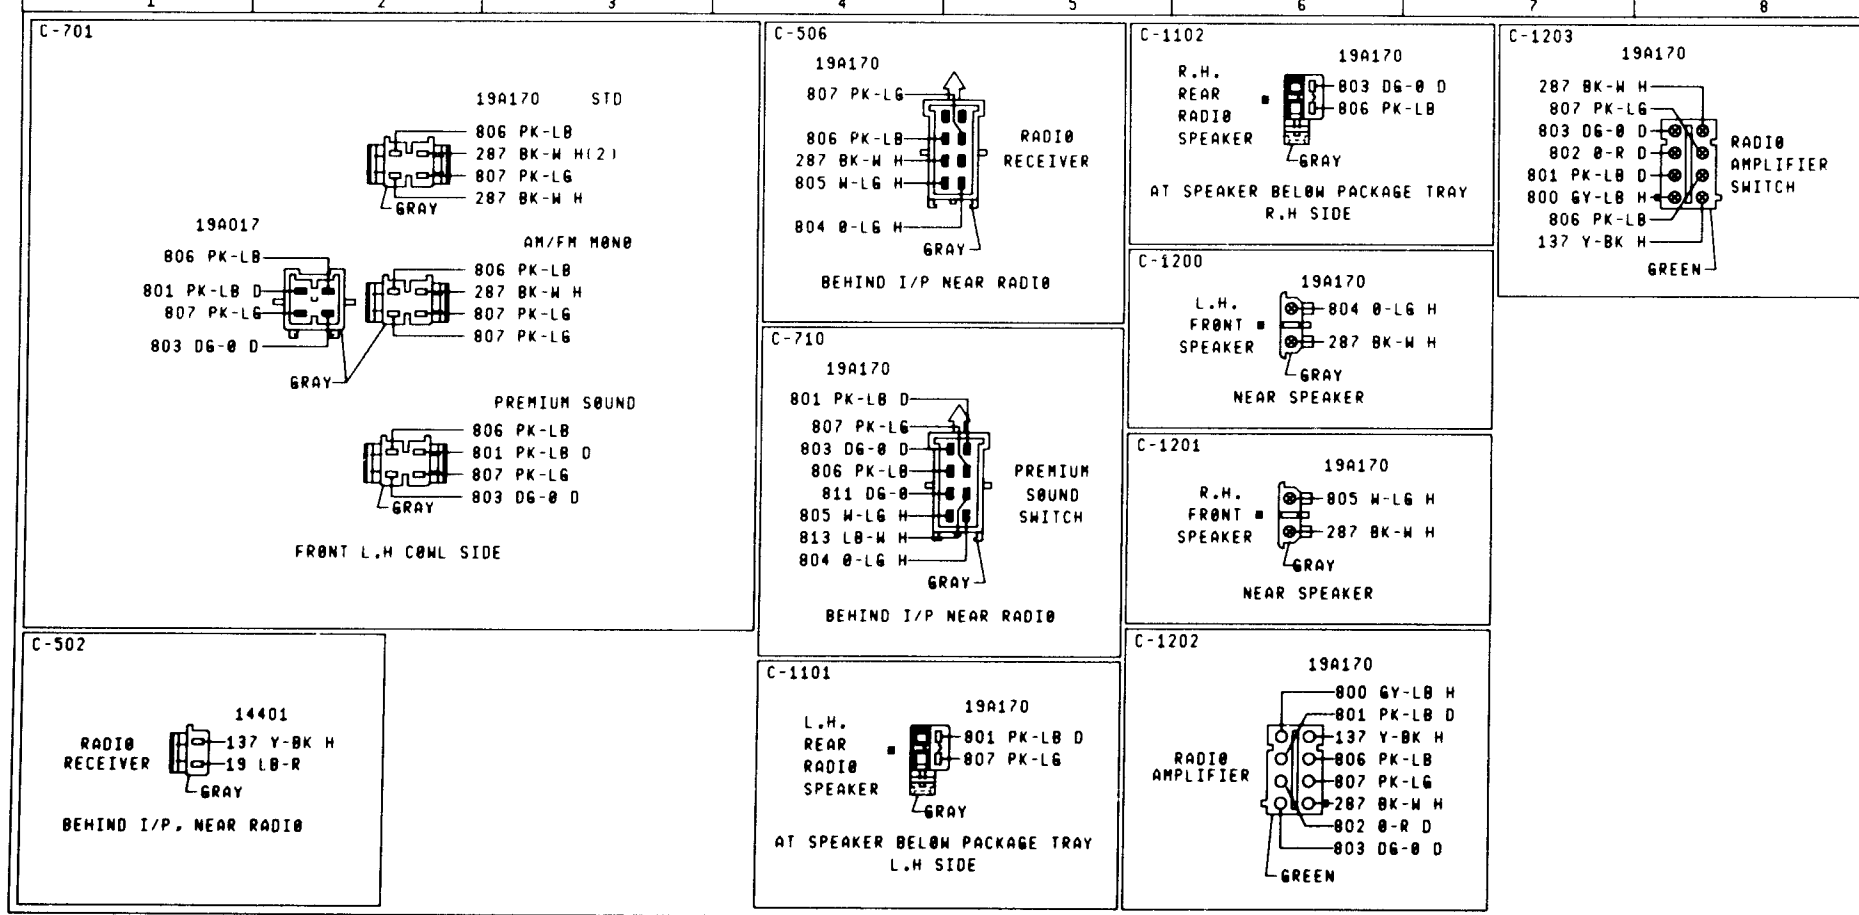 1 2 3 4 5 6 7 8
C-701
19A170 STD
806 PK-LB
287 BK-W H(2)
807 PK-LG
287 BK-W H
GRAY
19A017
806 PK-LB
801 PK-LB D
807 PK-LG
803 DG-O D
AM/FM MONO
806 PK-LB
287 BK-W H
807 PK-LG
807 PK-LG
GRAY
PREMIUM SOUND
806 PK-LB
801 PK-LB D
807 PK-LG
803 DG-O D
GRAY
FRONT L.H COWL SIDE
C-502
14401
RADIO
RECEIVER
137 Y-BK H
19 LB-R
GRAY
BEHIND I/P. NEAR RADIO
C-506
19A170
807 PK-LG
806 PK-LB
287 BK-W H
805 W-LG H
804 O-LG H
RADIO
RECEIVER
GRAY
BEHIND I/P NEAR RADIO
C-710
19A170
801 PK-LB D
807 PK-LG
803 DG-O D
806 PK-LB
811 DG-O
805 W-LG H
813 LB-W H
804 O-LG H
PREMIUM
SOUND
SWITCH
GRAY
BEHIND I/P NEAR RADIO
C-1101
19A170
L.H.
REAR
RADIO
SPEAKER
801 PK-LB D
807 PK-LG
GRAY
AT SPEAKER BELOW PACKAGE TRAY
L.H SIDE
C-1102
19A170
R.H.
REAR
RADIO
SPEAKER
803 DG-O D
806 PK-LB
GRAY
AT SPEAKER BELOW PACKAGE TRAY
R.H SIDE
C-1200
19A170
L.H.
FRONT
SPEAKER
804 O-LG H
287 BK-W H
GRAY
NEAR SPEAKER
C-1201
19A170
R.H.
FRONT
SPEAKER
805 W-LG H
287 BK-W H
GRAY
NEAR SPEAKER
C-1202
19A170
RADIO
AMPLIFIER
800 GY-LB H
801 PK-LB D
137 Y-BK H
806 PK-LB
807 PK-LG
287 BK-W H
802 O-R D
803 DG-O D
GREEN
C-1203
19A170
287 BK-W H
807 PK-LG
803 DG-O D
802 O-R D
801 PK-LB D
800 GY-LB H
806 PK-LB
137 Y-BK H
RADIO
AMPLIFIER
SWITCH
GREEN